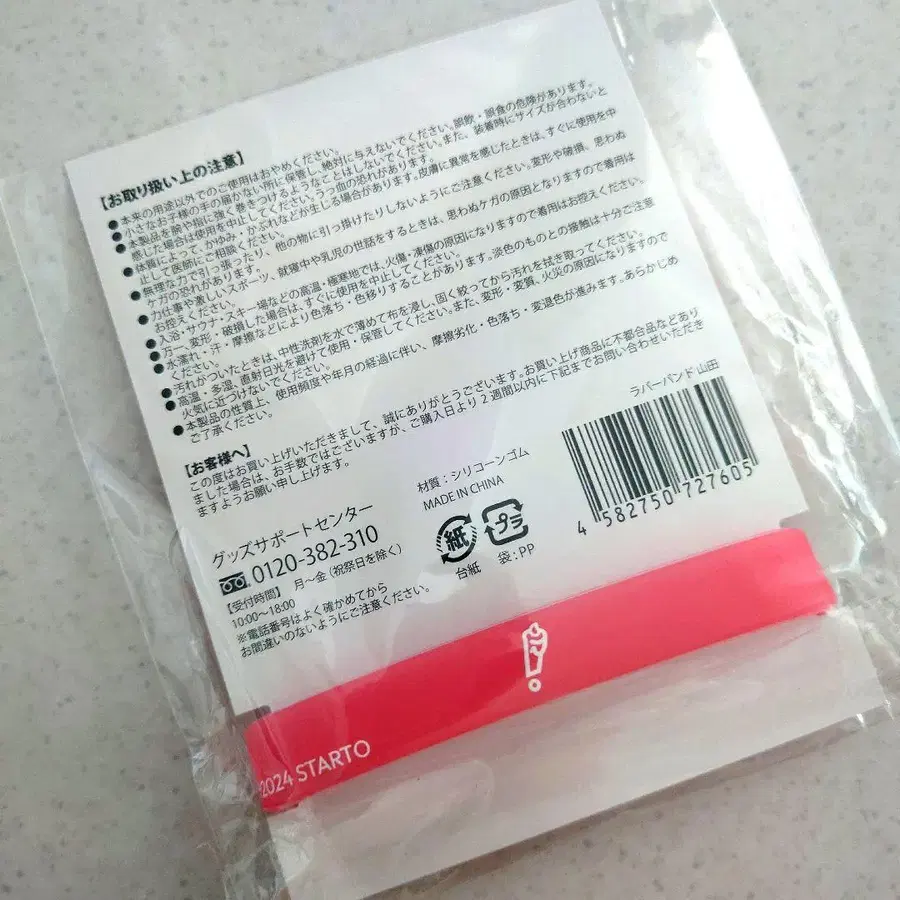 【お取り扱い上の注意】
●本来の用途以外でのご使用はおやめください。
●小さなお子様の手の届かない所に保管し、絶対に与えないでください。誤飲・誤食の危険があります。
●本製品を腕や指に強く巻きつけるようなことはしないでください。また、装着時にサイズが合わないと
感じた場合は使用を中止してください。うっ血の恐れがあります。
●体質によって、かゆみ・かぶれなどが生じる場合があります。皮膚に異常を感じたときは、すぐに使用を中
止して医師にご相談ください。
●無理な力で引っ張ったり、他の物に引っ掛けたりしないようにご注意ください。変形や破損、思わぬ
ケガの恐れがあります。
●力仕事や激しいスポーツ、就寝中や乳児の世話をするときは、思わぬケガの原因となりますので着用は
お控えください。
●入浴・サウナ・スキー場などの高温・極寒地では、火傷・凍傷の原因になりますので着用はお控えください。
●万一、変形・破損した場合は、すぐに使用を中止してください。
●水濡れ・汗・摩擦などにより色落ち・色移りすることがあります。淡色のものとの接触は十分ご注意
ください。
●汚れがついたときは、中性洗剤を水で薄めて布を浸し、固く絞ってから汚れを拭き取ってください。
●高温、多湿、直射日光を避けて使用・保管してください。また、変形・変質、火災の原因になりますので
火気に近づけないでください。
●本製品の性質上、使用頻度や年月の経過に伴い、摩擦劣化・色落ち・変退色が進みます。あらかじめ
ご了承ください。
【お客様へ】
この度はお買い上げいただきまして、誠にありがとうございます。お買い上げ商品に不都合品などあり
ました場合は、お手数ではございますが、ご購入日より2週間以内に下記までお問い合わせいただき
ますようお願い申し上げます。
ラバーバンド山田
4 582750 727605
材質：シリコーンゴム
MADE IN CHINA
紙
台紙
プラ
袋：PP
グッズサポートセンター
0120-382-310
【受付時間】 月〜金（祝祭日を除く）
10:00〜18:00
※電話番号はよく確かめてから
お間違いのないようにご注意ください。
2024 STARTO